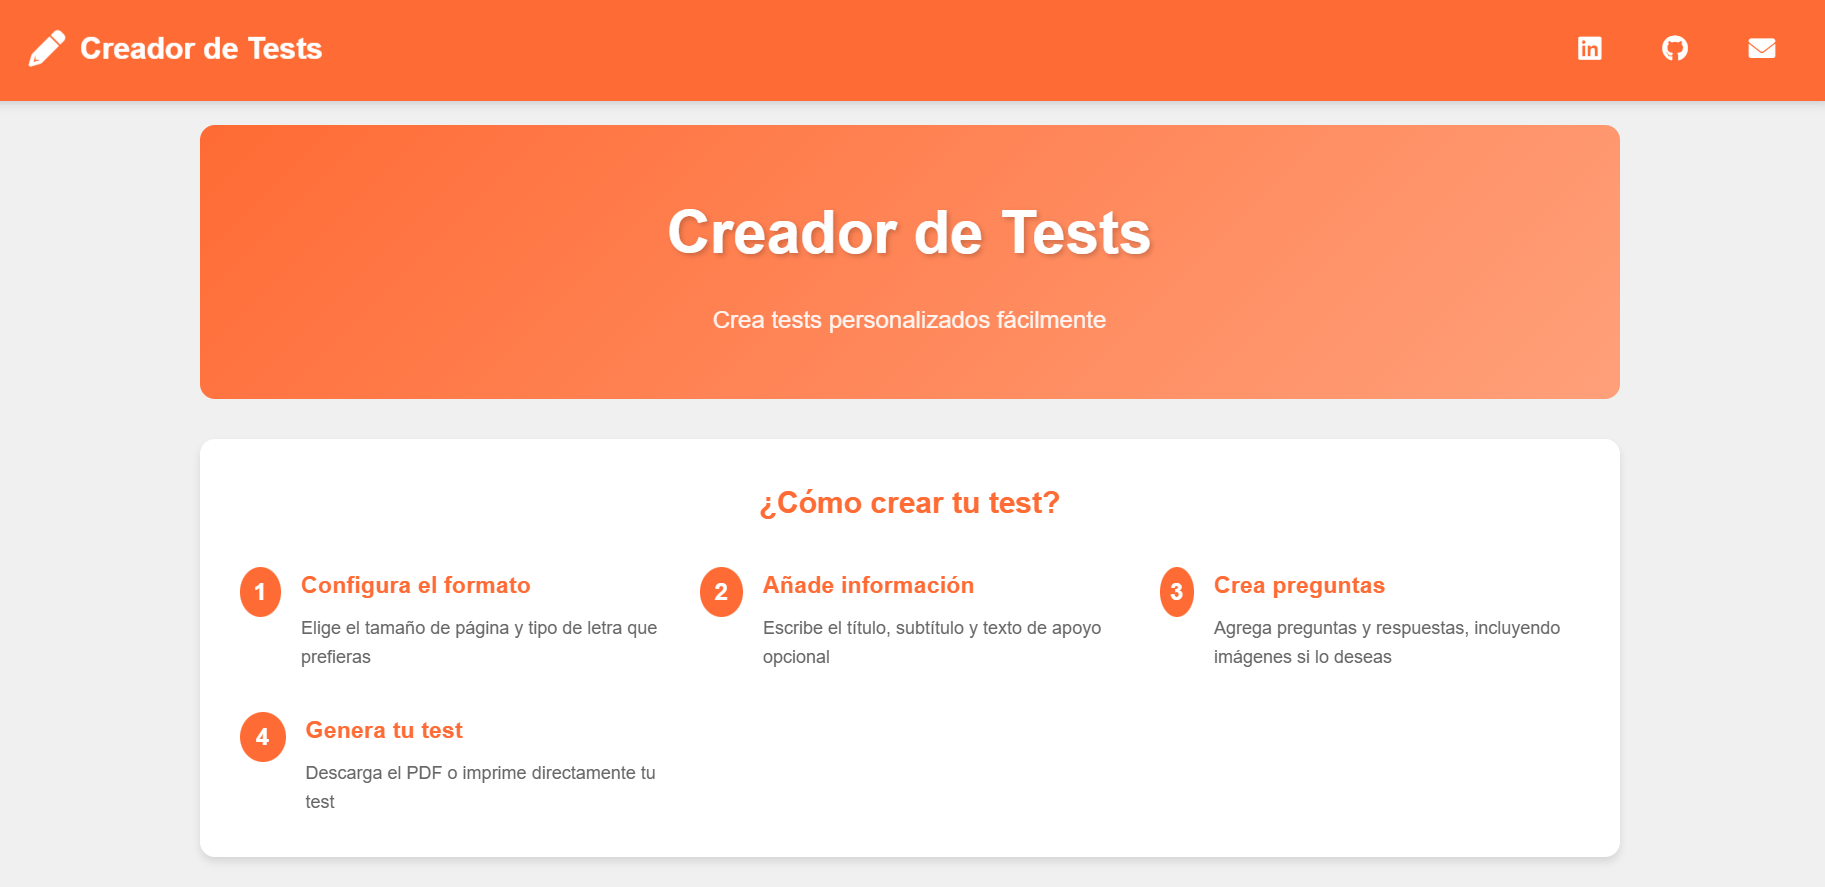 Creador de Tests
Creador de Tests
Crea tests personalizados fácilmente
¿Cómo crear tu test?
1
Configura el formato
Elige el tamaño de página y tipo de letra que
prefieras
2
Añade información
Escribe el título, subtítulo y texto de apoyo
opcional
3
Crea preguntas
Agrega preguntas y respuestas, incluyendo
imágenes si lo deseas
4
Genera tu test
Descarga el PDF o imprime directamente tu
test